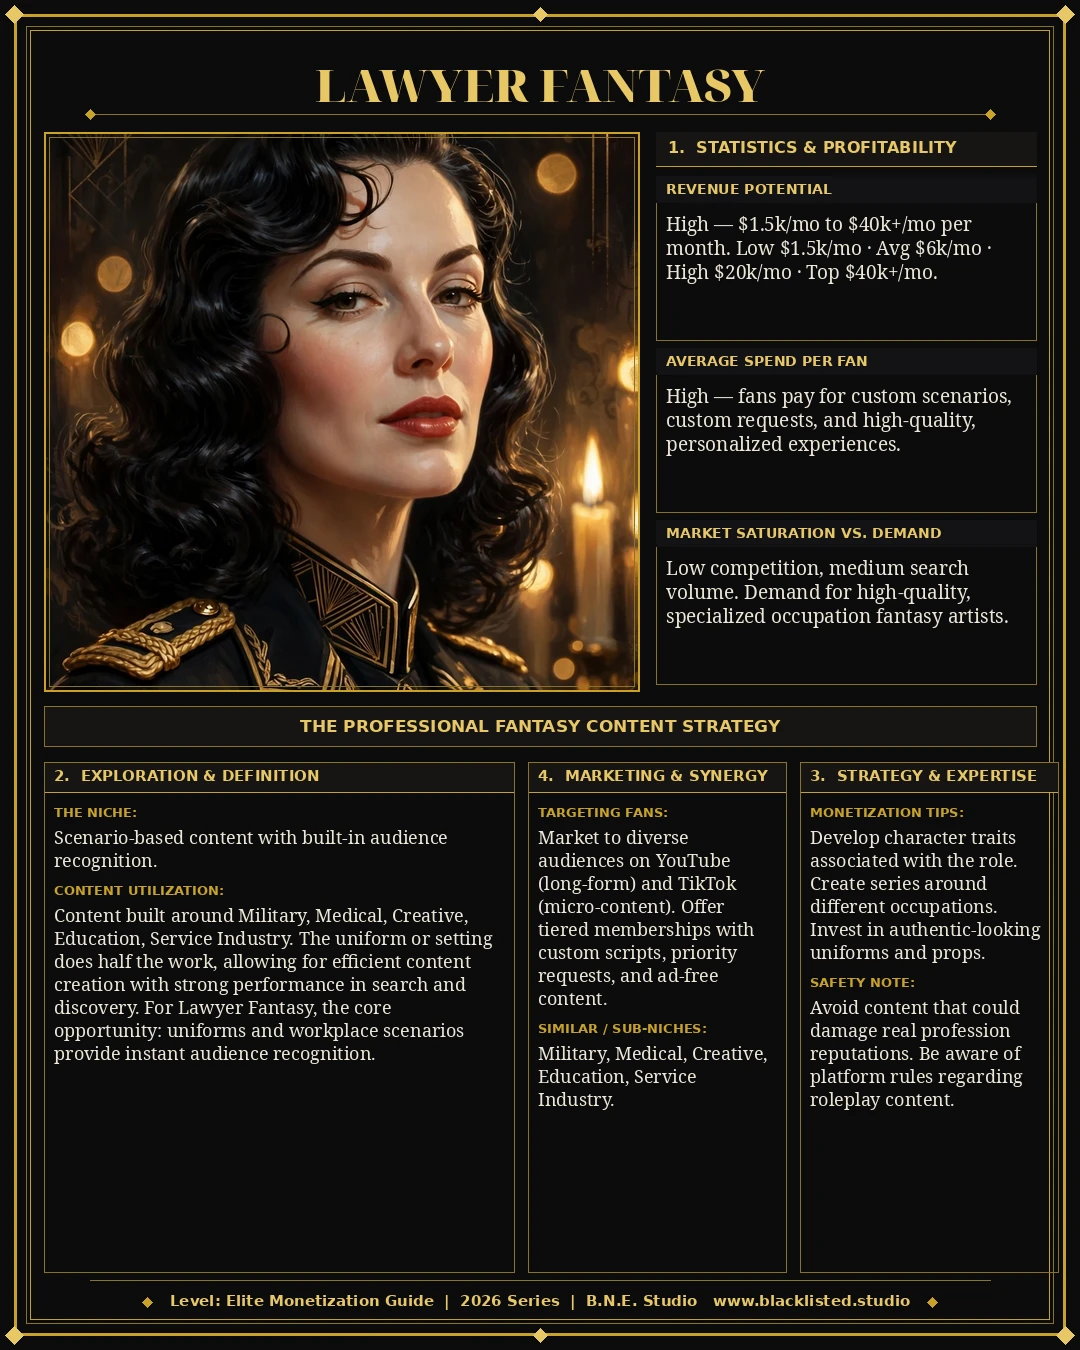 LAWYER FANTASY
1. STATISTICS & PROFITABILITY
REVENUE POTENTIAL
High — $1.5k/mo to $40k+/mo per
month. Low $1.5k/mo · Avg $6k/mo ·
High $20k/mo · Top $40k+/mo.
AVERAGE SPEND PER FAN
High — fans pay for custom scenarios,
custom requests, and high-quality,
personalized experiences.
MARKET SATURATION VS. DEMAND
Low competition, medium search
volume. Demand for high-quality,
specialized occupation fantasy artists.
THE PROFESSIONAL FANTASY CONTENT STRATEGY
2. EXPLORATION & DEFINITION
THE NICHE:
Scenario-based content with built-in audience
recognition.
CONTENT UTILIZATION:
Content built around Military, Medical, Creative,
Education, Service Industry. The uniform or setting
does half the work, allowing for efficient content
creation with strong performance in search and
discovery. For Lawyer Fantasy, the core
opportunity: uniforms and workplace scenarios
provide instant audience recognition.
4. MARKETING & SYNERGY
TARGETING FANS:
Market to diverse
audiences on YouTube
(long-form) and TikTok
(micro-content). Offer
tiered memberships with
custom scripts, priority
requests, and ad-free
content.
SIMILAR / SUB-NICHES:
Military, Medical, Creative,
Education, Service
Industry.
3. STRATEGY & EXPERTISE
MONETIZATION TIPS:
Develop character traits
associated with the role.
Create series around
different occupations.
Invest in authentic-looking
uniforms and props.
SAFETY NOTE:
Avoid content that could
damage real profession
reputations. Be aware of
platform rules regarding
roleplay content.
Level: Elite Monetization Guide | 2026 Series | B.N.E. Studio www.blacklisted.studio